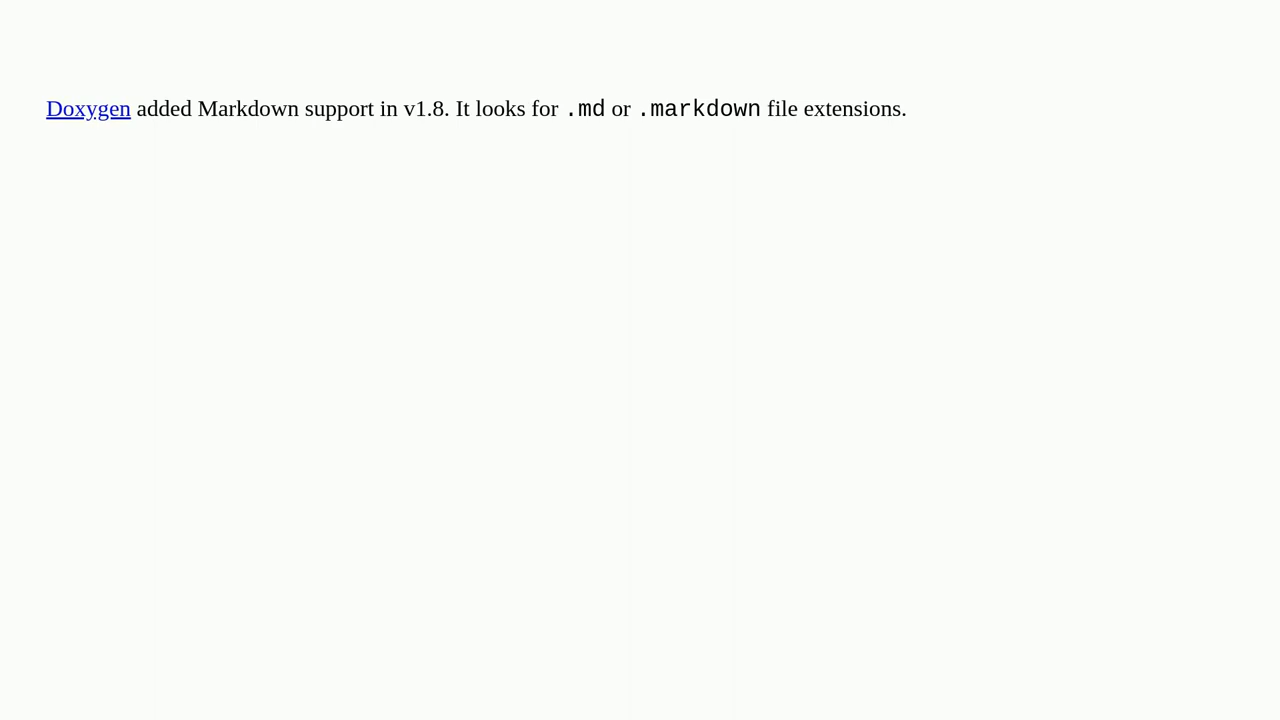 Doxygen added Markdown support in v1.8. It looks for .md or .markdown file extensions.